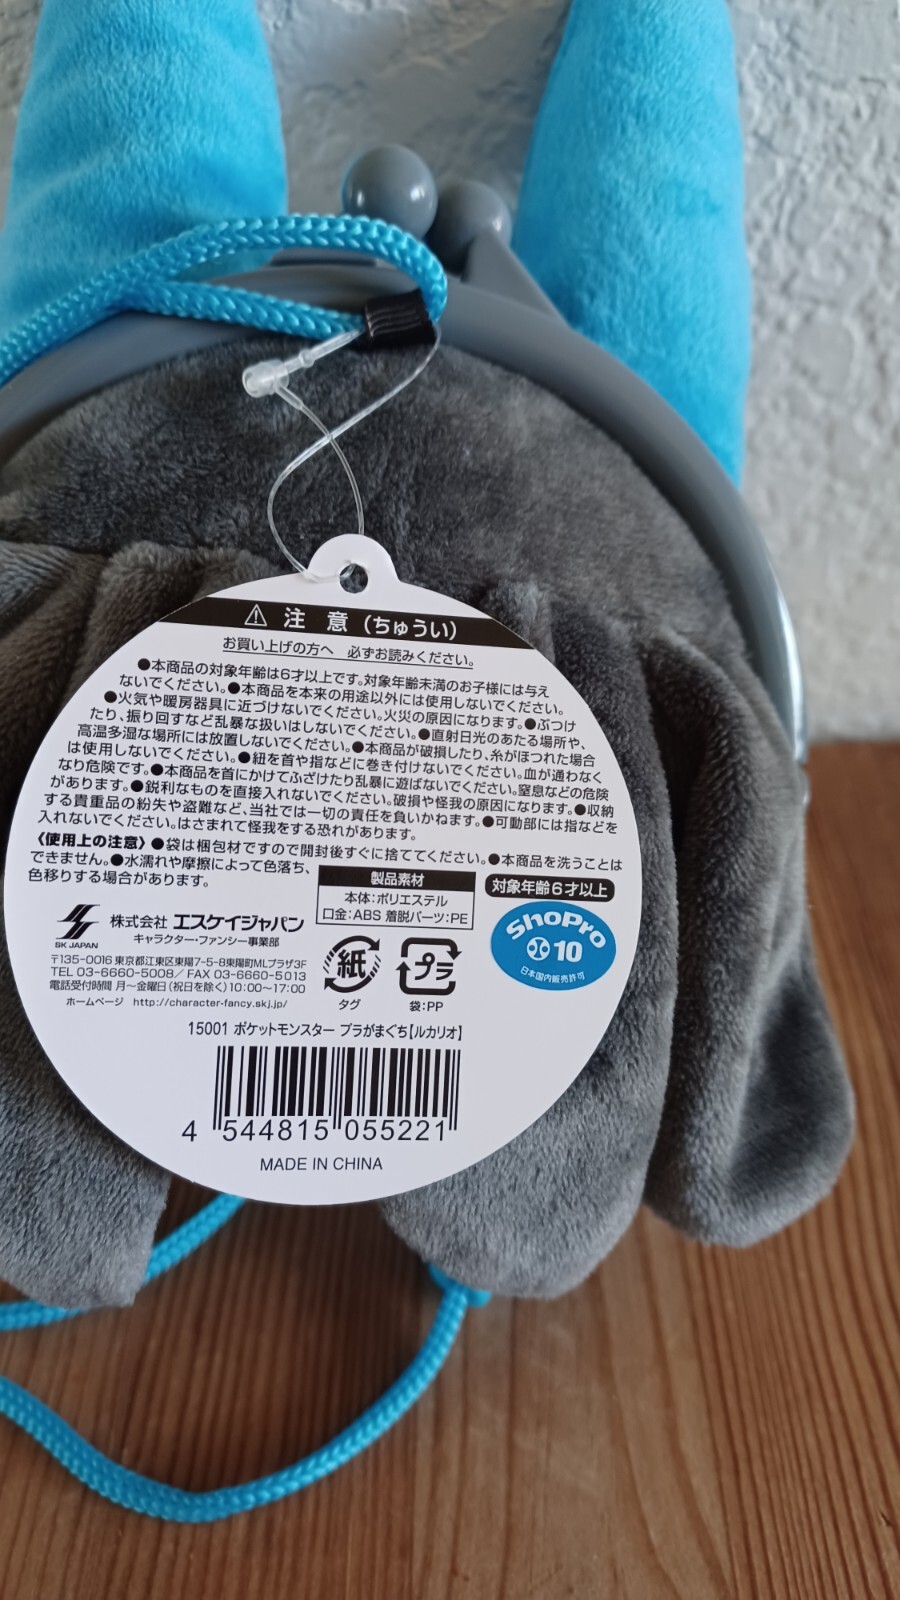 ⚠ 注 意 (ちゅうい)
お買い上げの方へ 必ずお読みください。
●本商品の対象年齢は6才以上です。対象年齢未満のお子様には与え
ないでください。●本商品を本来の用途以外には使用しないでください。
●火気や暖房器具に近づけないでください。火災の原因になります。●ぶつけ
たり、振り回すなど乱暴な扱いはしないでください。●直射日光のあたる場所や、
高温多湿な場所には放置しないでください。●本商品が破損したり、糸がほつれた場合
は使用しないでください。●紐を首や指などに巻き付けないでください。血が通わなく
なり危険です。●本商品を首にかけてふざけたり乱暴に遊ばないでください。窒息などの危険
があります。●鋭利なものを直接入れないでください。破損や怪我の原因になります。●収納
する貴重品の紛失や盗難など、当社では一切の責任を負いかねます。●可動部には指などを
入れないでください。はさまれて怪我をする恐れがあります。
〈使用上の注意〉●袋は梱包材ですので開封後すぐに捨ててください。●本商品を洗うことは
できません。●水濡れや摩擦によって色落ち、
色移りする場合があります。
製品素材
本体：ポリエステル
口金：ABS 着脱パーツ：PE
対象年齢6才以上
ShoPro
10
日本国内販売許可
SK JAPAN
株式会社 エスケイジャパン
キャラクター・ファンシー事業部
〒135-0016 東京都江東区東陽7-5-8東陽町MLプラザ3F
TEL 03-6660-5008／FAX 03-6660-5013
電話受付時間 月〜金曜日(祝日を除く)10:00〜17:00
ホームページ http://character-fancy.skj.jp/
紙
タグ
プラ
袋：PP
15001 ポケットモンスター プラがまぐち【ルカリオ】
4 544815 055221
MADE IN CHINA